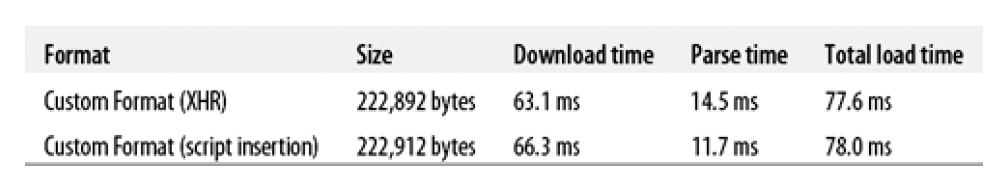 Format Size Download time Parse time Total load time
Custom Format (XHR) 222,892 bytes 63.1 ms 14.5 ms 77.6 ms
Custom Format (script insertion) 222,912 bytes 66.3 ms 11.7 ms 78.0 ms